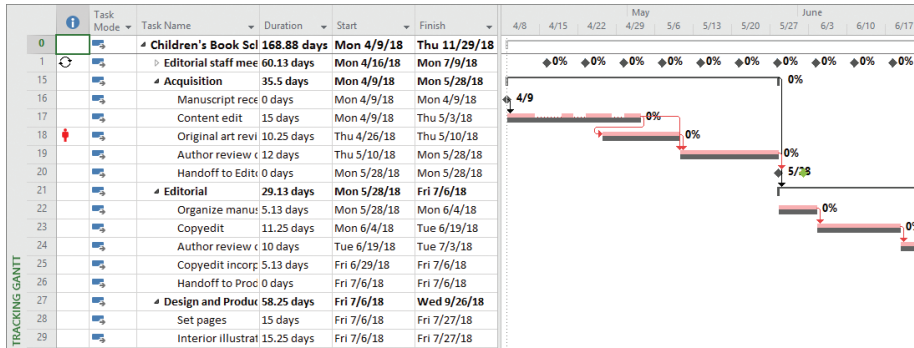 May June
Task Mode Task Name Duration Start Finish 4/8 4/15 4/22 4/29 5/6 5/13 5/20 5/27 6/3 6/10 6/17
0 Children's Book Sch 168.88 days Mon 4/9/18 Thu 11/29/18
1 Editorial staff mee 60.13 days Mon 4/16/18 Mon 7/9/18 0% 0% 0% 0% 0% 0% 0% 0% 0% 0%
15 Acquisition 35.5 days Mon 4/9/18 Mon 5/28/18 0%
16 Manuscript rece 0 days Mon 4/9/18 Mon 4/9/18 4/9
17 Content edit 15 days Mon 4/9/18 Thu 5/3/18 0%
18 Original art revi 10.25 days Thu 4/26/18 Thu 5/10/18 0%
19 Author review o 12 days Thu 5/10/18 Mon 5/28/18 0%
20 Handoff to Edito 0 days Mon 5/28/18 Mon 5/28/18 5/28
21 Editorial 29.13 days Mon 5/28/18 Fri 7/6/18
22 Organize manus 5.13 days Mon 5/28/18 Mon 6/4/18 0%
23 Copyedit 11.25 days Mon 6/4/18 Tue 6/19/18 0%
24 Author review o 10 days Tue 6/19/18 Tue 7/3/18
25 Copyedit incorp 5.13 days Fri 6/29/18 Fri 7/6/18
26 Handoff to Prod 0 days Fri 7/6/18 Fri 7/6/18
27 Design and Produc 58.25 days Fri 7/6/18 Wed 9/26/18
28 Set pages 15 days Fri 7/6/18 Fri 7/27/18
29 Interior illustrat 15.25 days Fri 7/6/18 Fri 7/27/18
TRACKING GANTT